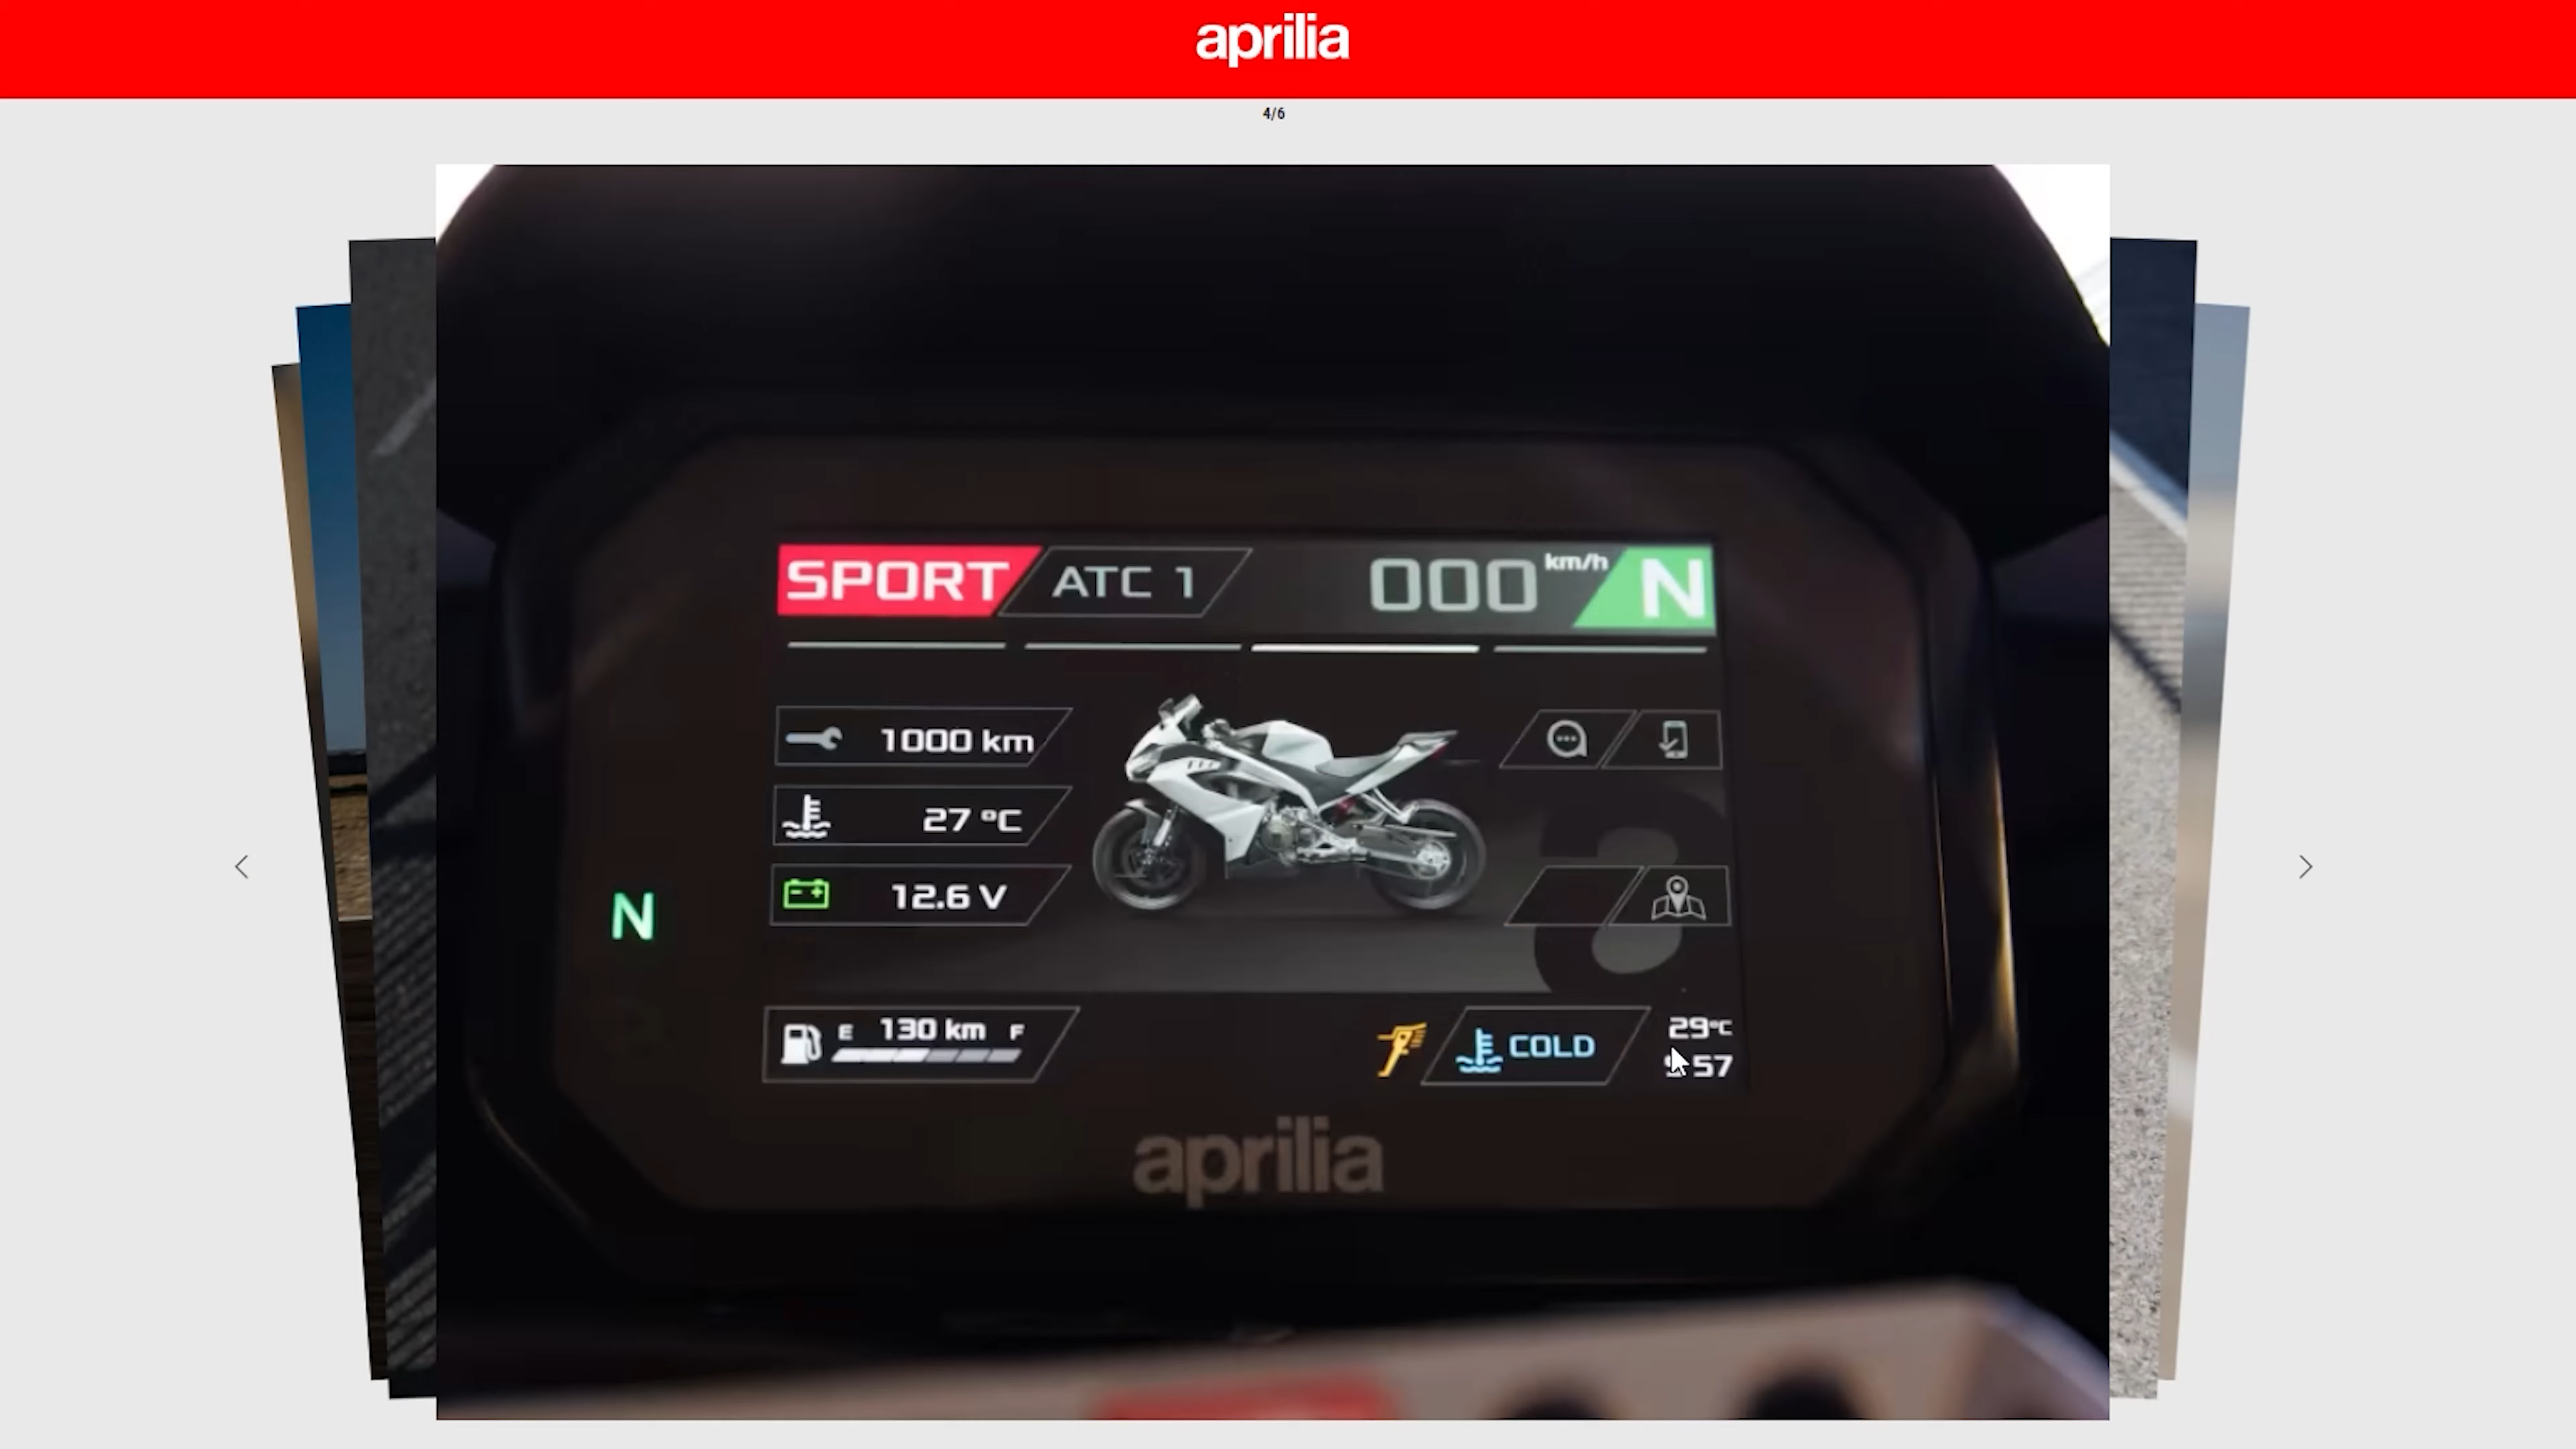 aprilia
4/6
SPORT ATC 1 000 km/h N
1000 km
27 °C
12.6 V
N
E 130 km F
COLD
29°C
57
aprilia